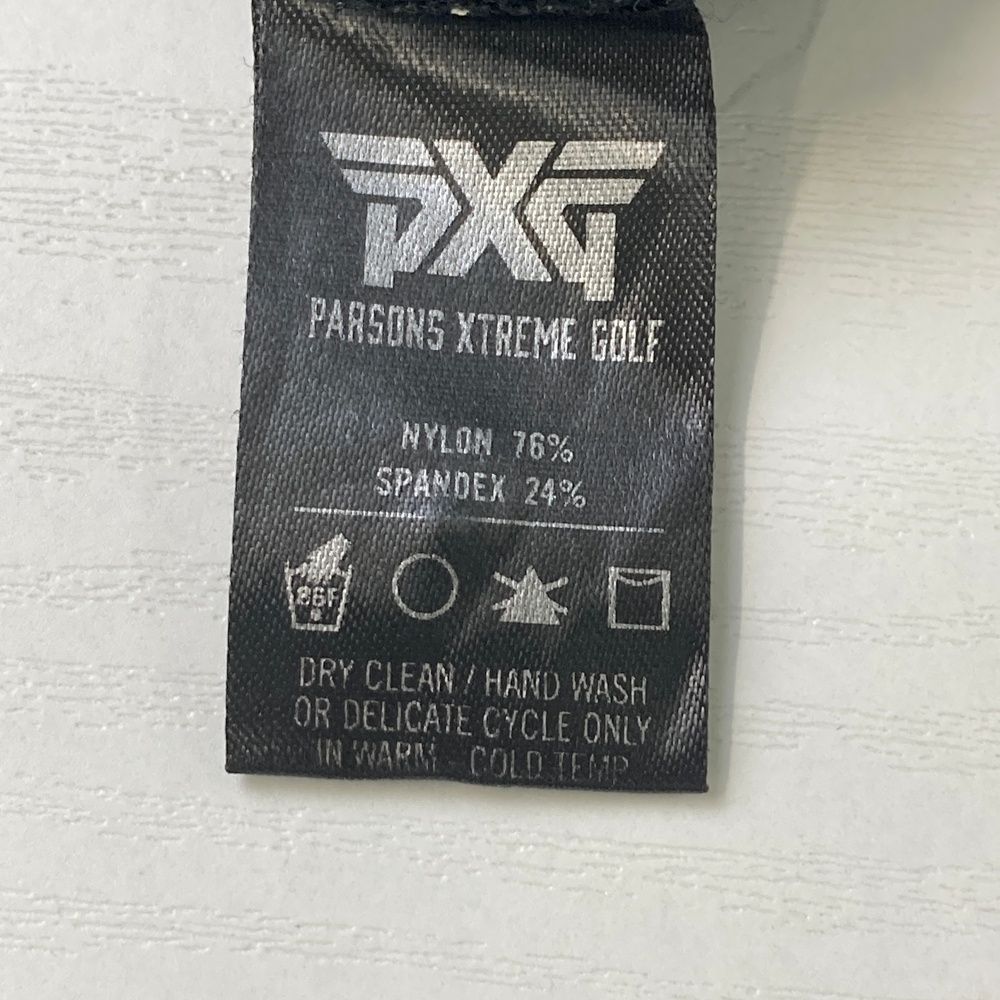 PXG
PARSONS XTREME GOLF
NYLON 76%
SPANDEX 24%
86F
DRY CLEAN / HAND WASH
OR DELICATE CYCLE ONLY
IN WARM - COLD TEMP